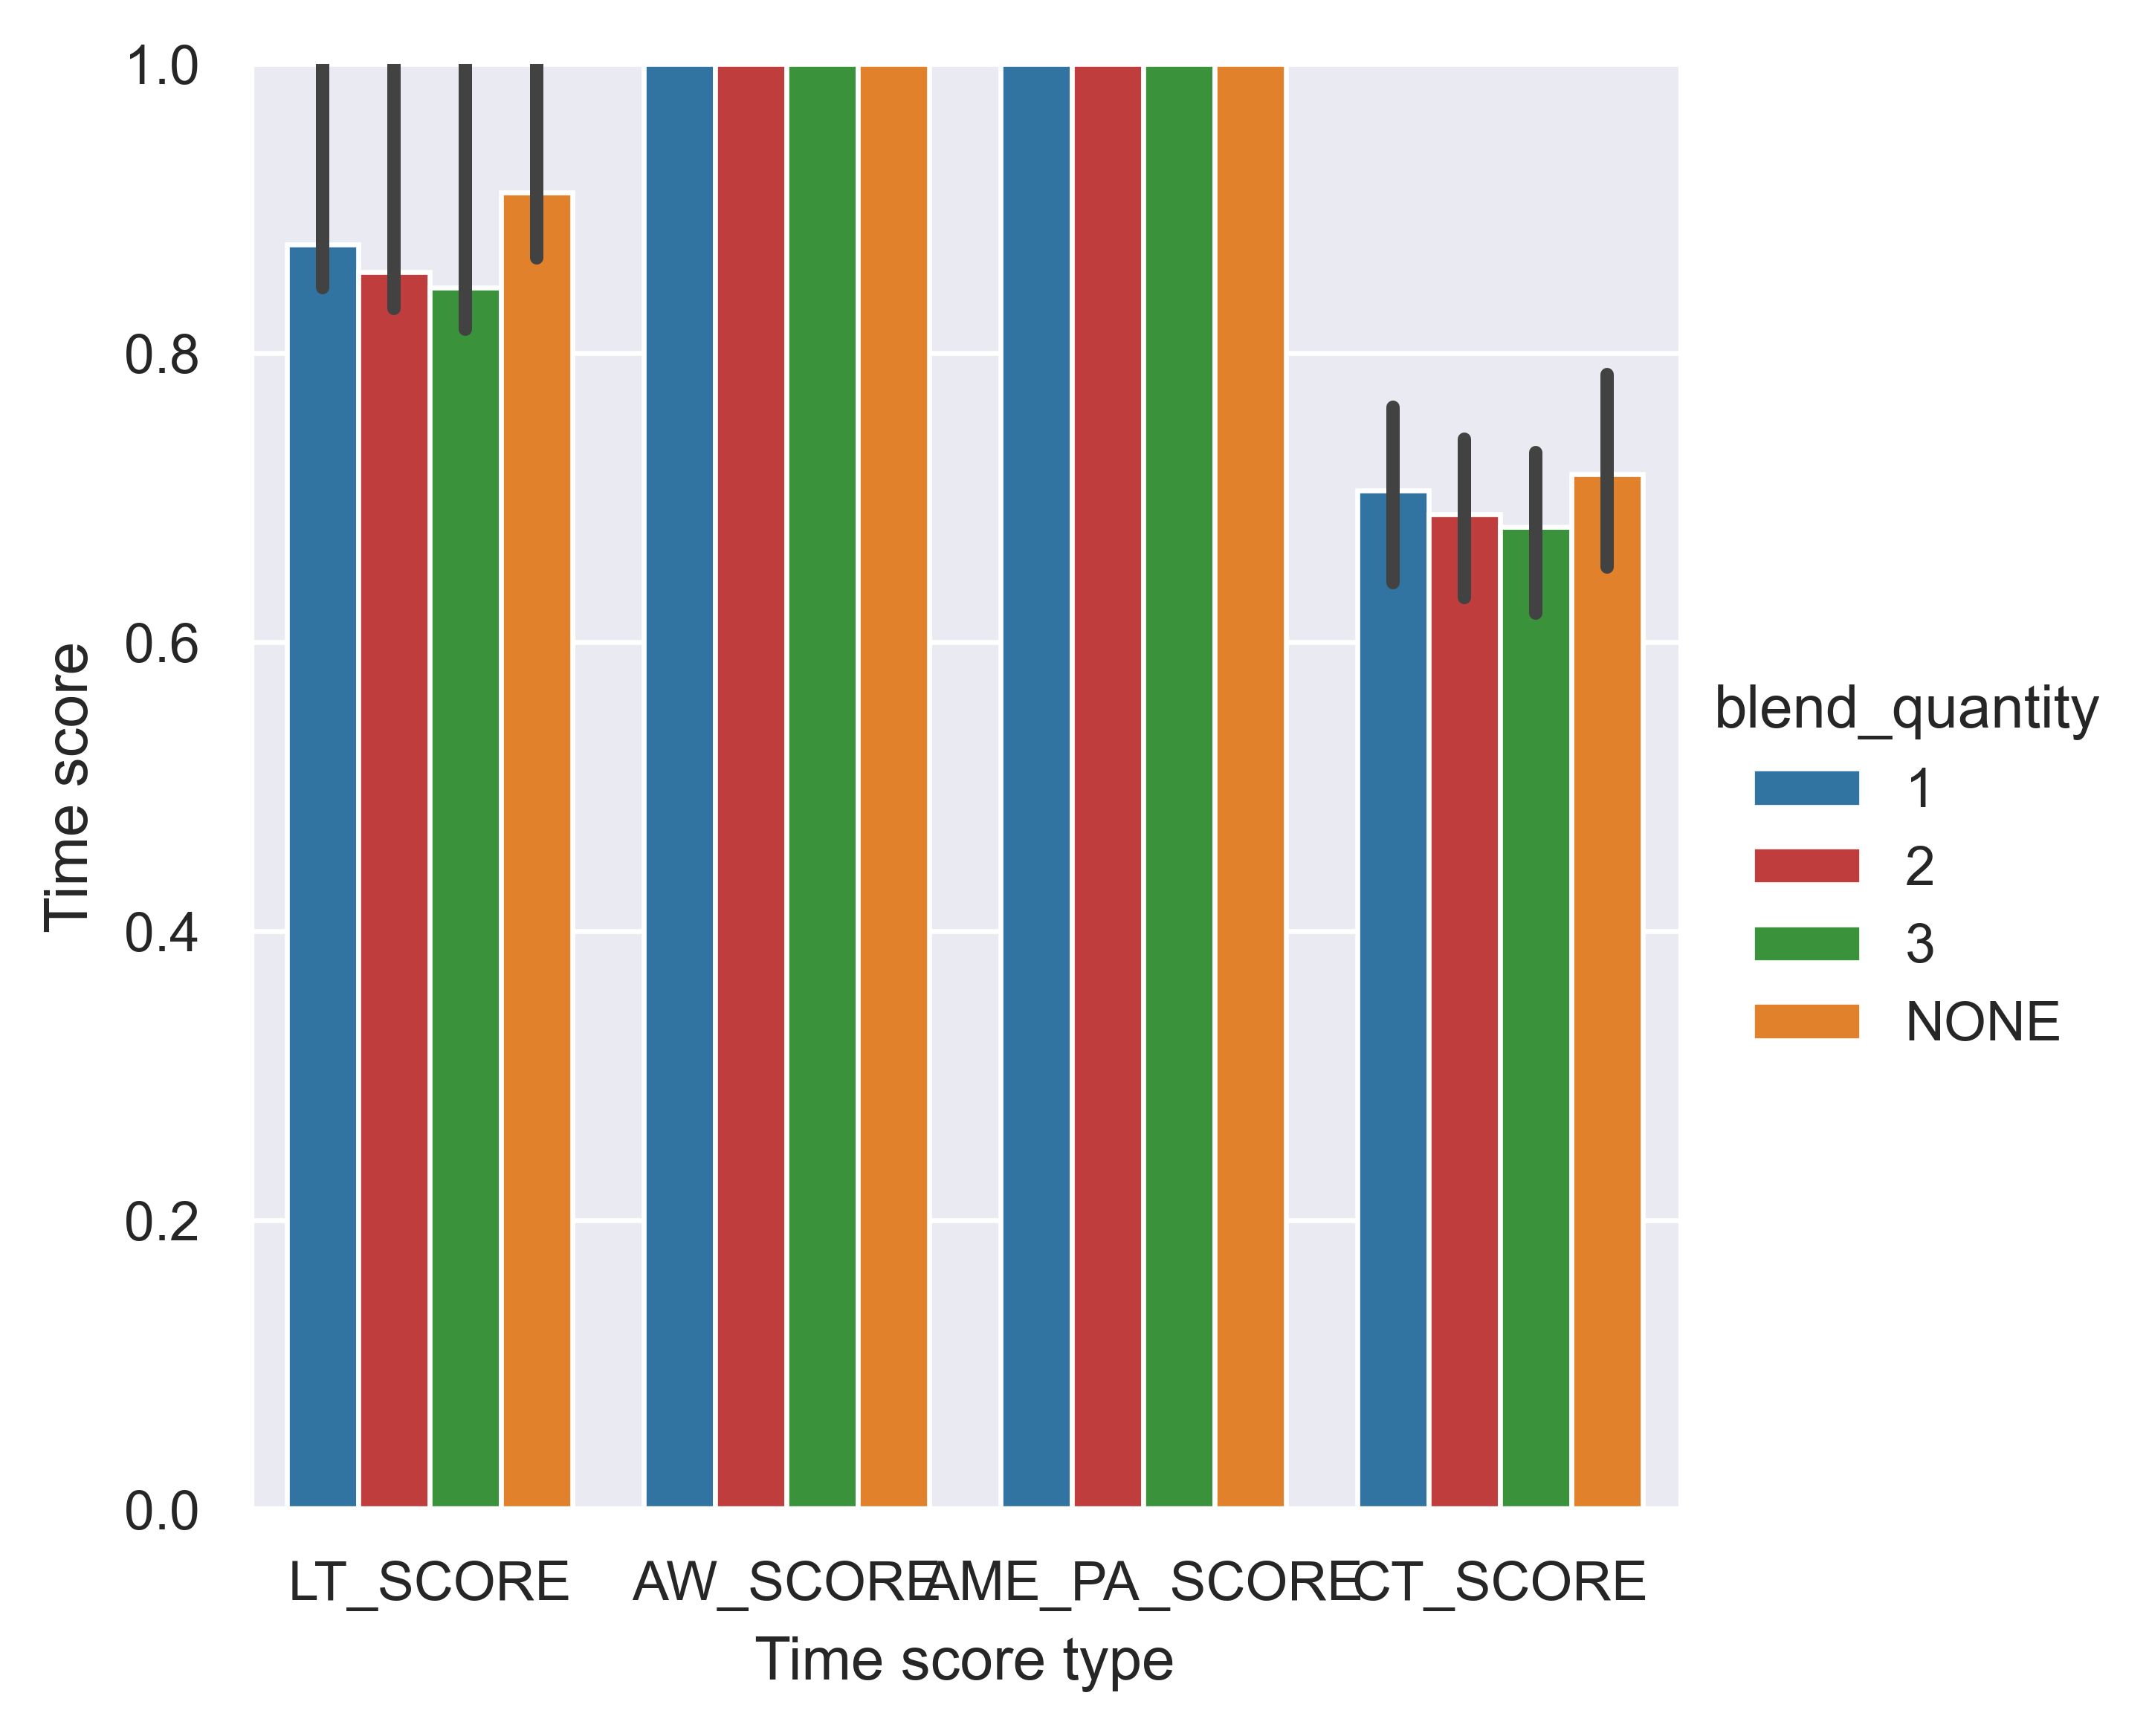 1.0
0.8
0.6
0.4
0.2
0.0
Time score
LT_SCORE
AW_SCORE
AME_PA_SCORE
CT_SCORE
Time score type
blend_quantity
1
2
3
NONE